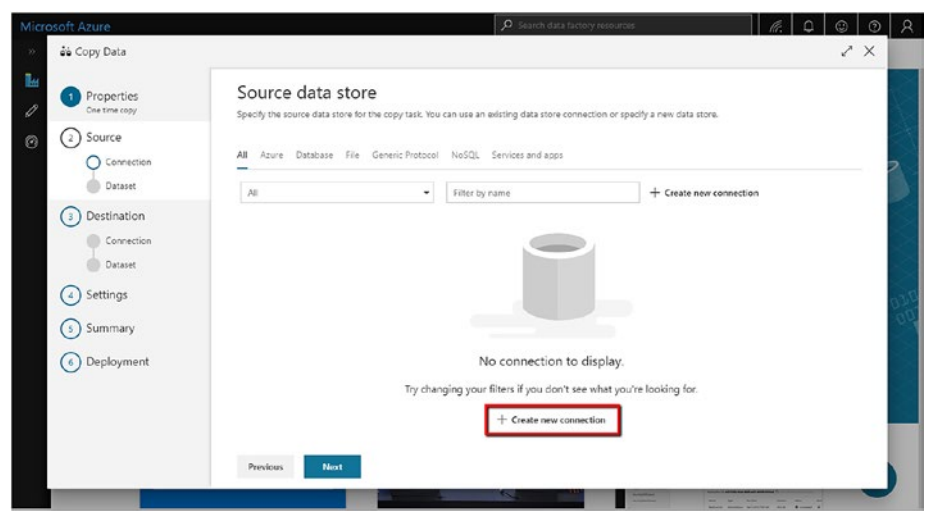 Microsoft Azure
Search data factory resources
Copy Data
1 Properties
One time copy
2 Source
Connection
Dataset
3 Destination
Connection
Dataset
4 Settings
5 Summary
6 Deployment
Source data store
Specify the source data store for the copy task. You can use an existing data store connection or specify a new data store.
All Azure Database File Generic Protocol NoSQL Services and apps
All Filter by name + Create new connection
No connection to display.
Try changing your filters if you don't see what you're looking for.
+ Create new connection
Previous Next